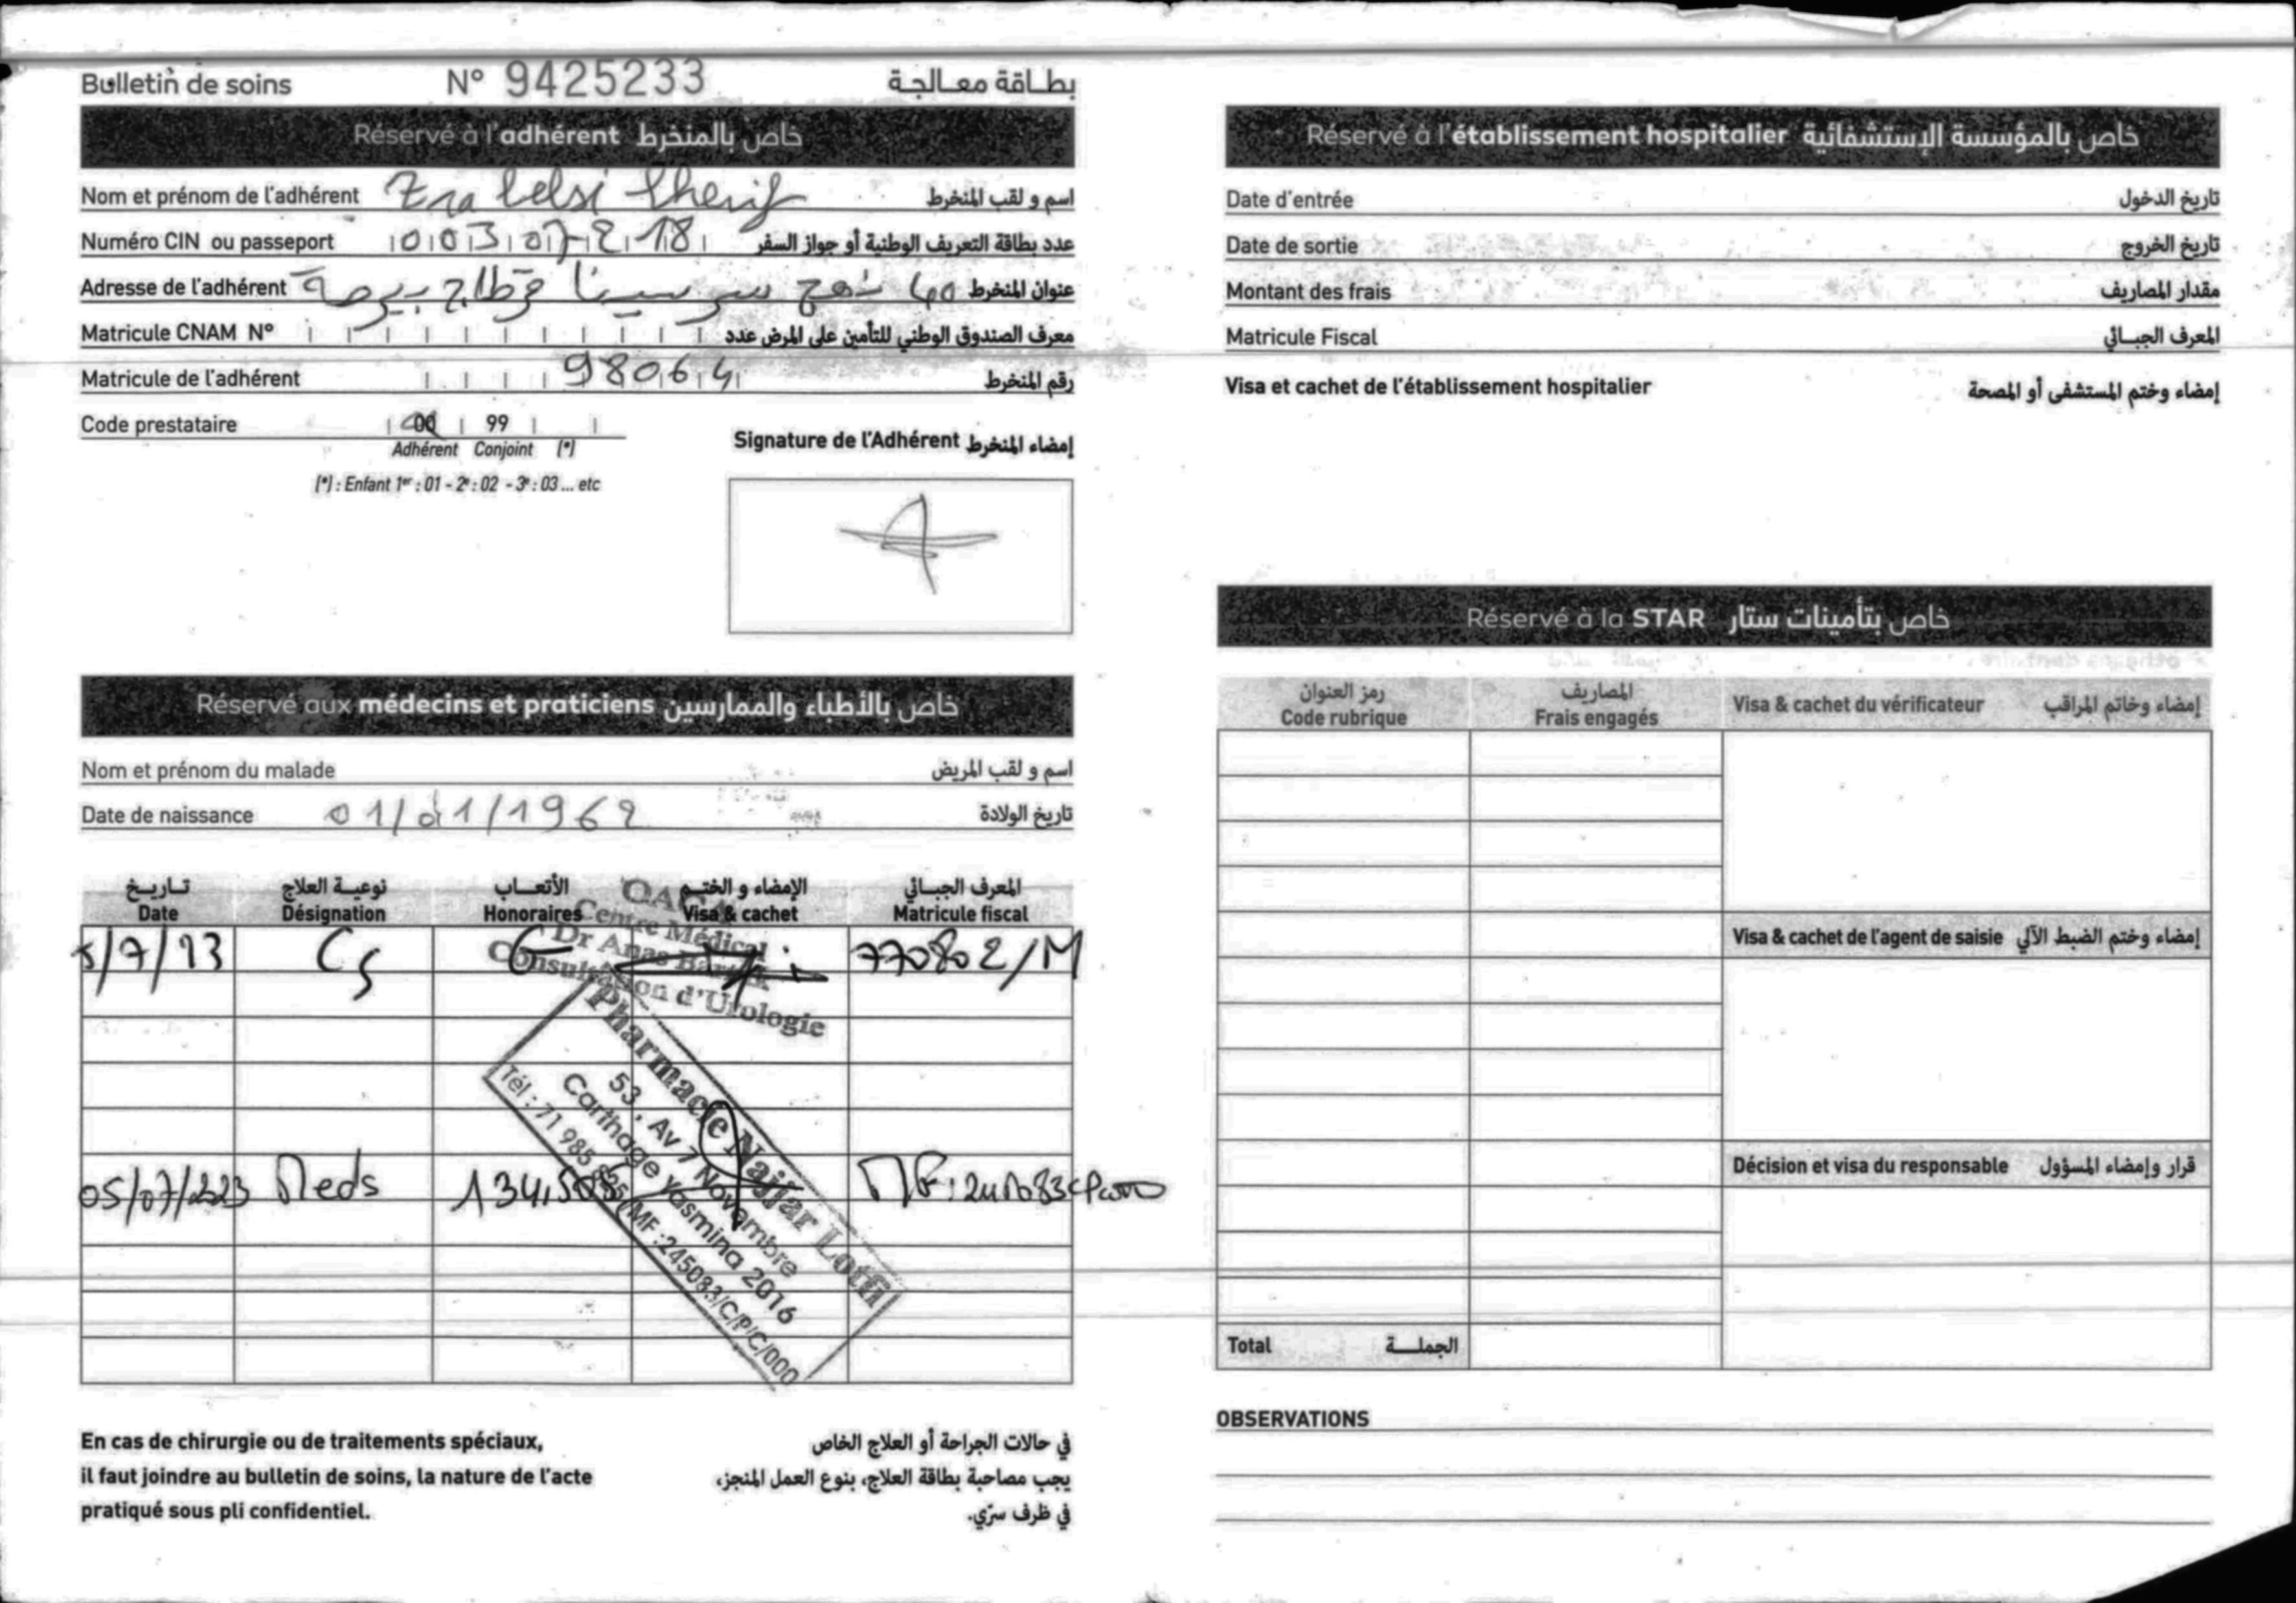 Bulletin de soins N° 9425233 بطاقة معالجة
Réservé à l'adhérent خاص بالمنخرط
Nom et prénom de l'adhérent Trabelsi Cherif اسم و لقب المنخرط
Numéro CIN ou passeport 00307218 عدد بطاقة التعريف الوطنية أو جواز السفر
Adresse de l'adhérent 40 نهج سرسينا قرطاج بيرصة عنوان المنخرط
Matricule CNAM N° معرف الصندوق الوطني للتأمين على المرض عدد
Matricule de l'adhérent 98064 رقم المنخرط
Code prestataire 00 99
Adhérent Conjoint (*)
(*) : Enfant 1er : 01 - 2e : 02 - 3e : 03 ... etc
Signature de l'Adhérent إمضاء المنخرط
Réservé aux médecins et praticiens خاص بالأطباء والممارسين
Nom et prénom du malade اسم و لقب المريض
Date de naissance 01/01/1962 تاريخ الولادة
تاريخ نوعية العلاج الأتعاب الإمضاء و الختم المعرف الجبائي
Date Désignation Honoraires Visa & cachet Matricule fiscal
5/7/23 Cs 770802/M
OACA
Centre Médical
Dr Anas
Consultation d'Urologie
05/07/2023 Meds
Pharmacie Najjar Lotfi
53, Av 7 Novembre
Carthage Yasmina 2016
Tél : 71 985 MF :245083/C/P/C/000
En cas de chirurgie ou de traitements spéciaux,
il faut joindre au bulletin de soins, la nature de l'acte
pratiqué sous pli confidentiel.
في حالات الجراحة أو العلاج الخاص
يجب مصاحبة بطاقة العلاج، بنوع العمل المنجز،
في ظرف سرّي.
Réservé à l'établissement hospitalier خاص بالمؤسسة الإستشفائية
Date d'entrée تاريخ الدخول
Date de sortie تاريخ الخروج
Montant des frais مقدار المصاريف
Matricule Fiscal المعرف الجبائي
Visa et cachet de l'établissement hospitalier إمضاء وختم المستشفى أو المصحة
Réservé à la STAR خاص بتأمينات ستار
رمز العنوان المصاريف
Code rubrique Frais engagés Visa & cachet du vérificateur إمضاء وخاتم المراقب
Visa & cachet de l'agent de saisie إمضاء وختم الضبط الآلي
Décision et visa du responsable قرار وإمضاء المسؤول
Total الجملة
OBSERVATIONS